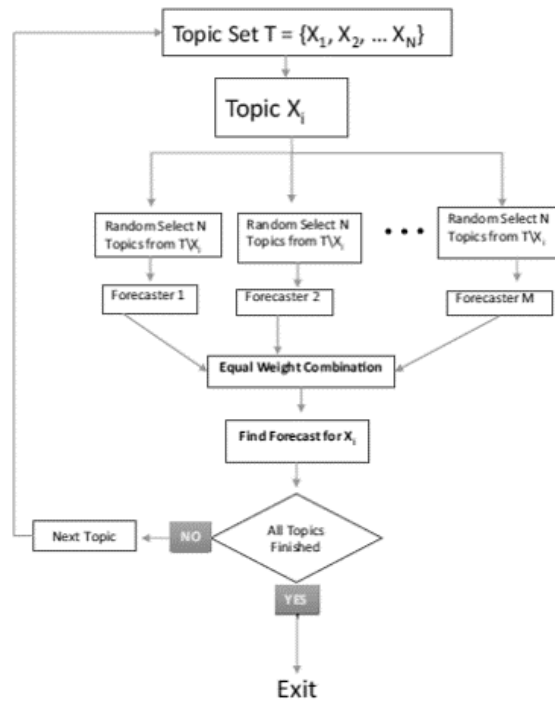 Topic Set T = {X₁, X₂, ... X_N}
Topic Xᵢ
Random Select N
Topics from T\Xᵢ
Random Select N
Topics from T\Xᵢ
• • •
Random Select N
Topics from T\Xᵢ
Forecaster 1
Forecaster 2
Forecaster M
Equal Weight Combination
Find Forecast for Xᵢ
All Topics
Finished
NO
Next Topic
YES
Exit